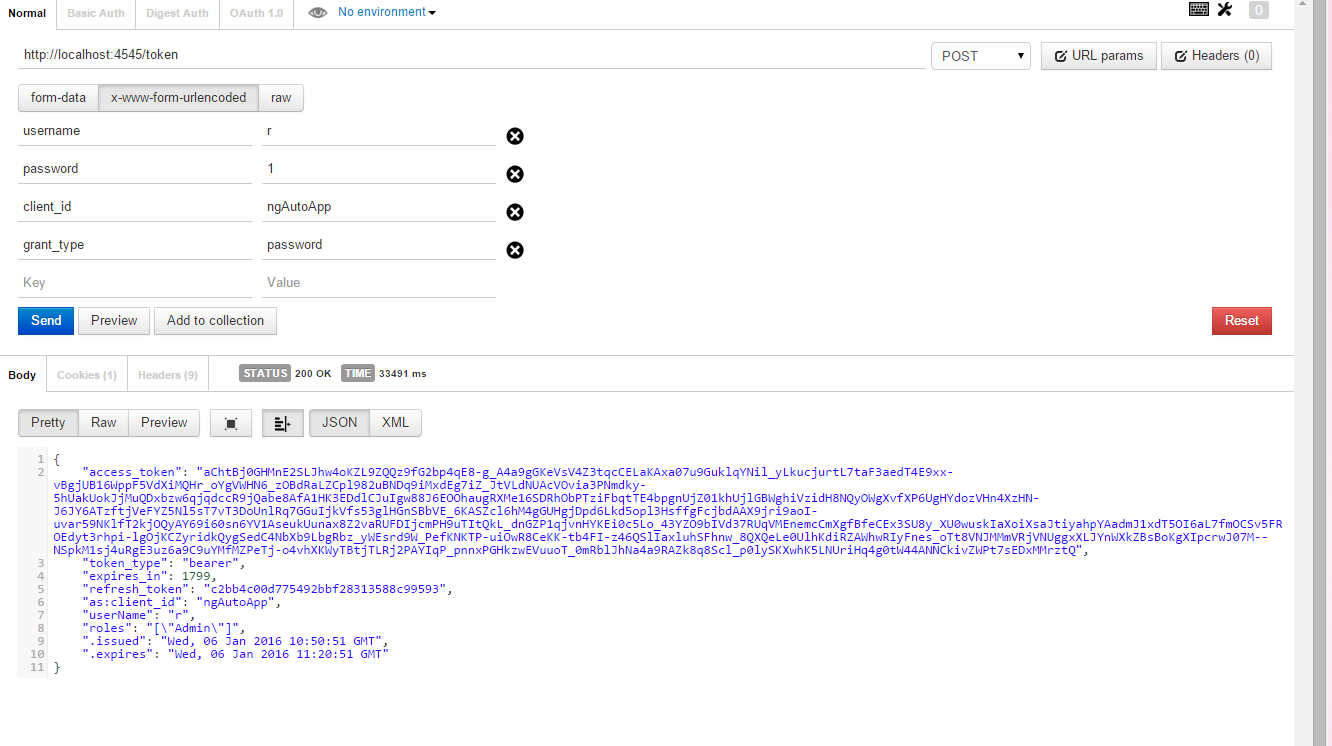 Normal Basic Auth Digest Auth OAuth 1.0 No environment 0
http://localhost:4545/token POST URL params Headers (0)
form-data x-www-form-urlencoded raw
username r
password 1
client_id ngAutoApp
grant_type password
Key Value
Send Preview Add to collection Reset
Body Cookies (1) Headers (9) STATUS 200 OK TIME 33491 ms
Pretty Raw Preview JSON XML
1 {
2 "access_token": "aChtBj0GHMnE2SLJhw4oKZL9ZQQz9fG2bp4qE8-g_A4a9gGKeVsV4Z3tqcCELaKAxa07u9GuklqYNil_yLkucjurtL7taF3aedT4E9xx-
vBgjUB16WppF5VdXiMQHr_oYgVWHN6_zOBdRaLZCpl982uBNDq9iMxdEg7iZ_JtVLdNUAcVOvia3PNmdky-
5hUakUokJjMuQDxbzw6qjqdccR9jQabe8AfA1HK3EDdlCJuIgw88J6EOOhaugRXMe16SDRhObPTziFbqtTE4bpgnUjZ01khUjlGBWghiVzidH8NQyOWgXvfXP6UgHYdozVHn4XzHN-
J6JY6ATzftjVeFYZ5Nl5sT7vT3DoUnlRq7GGuIjkVfs53glHGnSBbVE_6KASZcl6hM4gGUHgjDpd6Lkd5opl3HsffgFcjbdAAX9jri9aoI-
uvar59NKlfT2kjOQyAY69i60sn6YV1AseukUunax8Z2vaRUFDIjcmPH9uTItQkL_dnGZP1qjvnHYKEi0c5Lo_43YZO9bIVd37RUqVMEnemcCmXgfBfeCEx3SU8y_XU0wuskIaXoiXsaJtiyahpYAadmJ1xdT5OI6aL7fmOCSv5FR
OEdyt3rhpi-lgOjKCZyridkQygSedC4NbXb9LbgRbz_yWEsrd9W_PefKNKTP-uiOwR8CeKK-tb4FI-z46QSlIaxluhSFhnw_8QXQeLe0UlhKdiRZAWhwRIyFnes_oTt8VNJMMmVRjVNUggxXLJYnWXkZBsBoKgXIpcrwJ07M--
NSpkM1sj4uRgE3uz6a9C9uYMfMZPeTj-o4vhXKWyTBtjTLRj2PAYIqP_pnnxPGHkzwEVuuoT_0mRblJhNa4a9RAZk8q8Scl_p0lySKXwhK5LNUriHq4g0tW44ANNCkivZWPt7sEDxMMrztQ",
3 "token_type": "bearer",
4 "expires_in": 1799,
5 "refresh_token": "c2bb4c00d775492bbf28313588c99593",
6 "as:client_id": "ngAutoApp",
7 "userName": "r",
8 "roles": "[\"Admin\"]",
9 ".issued": "Wed, 06 Jan 2016 10:50:51 GMT",
10 ".expires": "Wed, 06 Jan 2016 11:20:51 GMT"
11 }